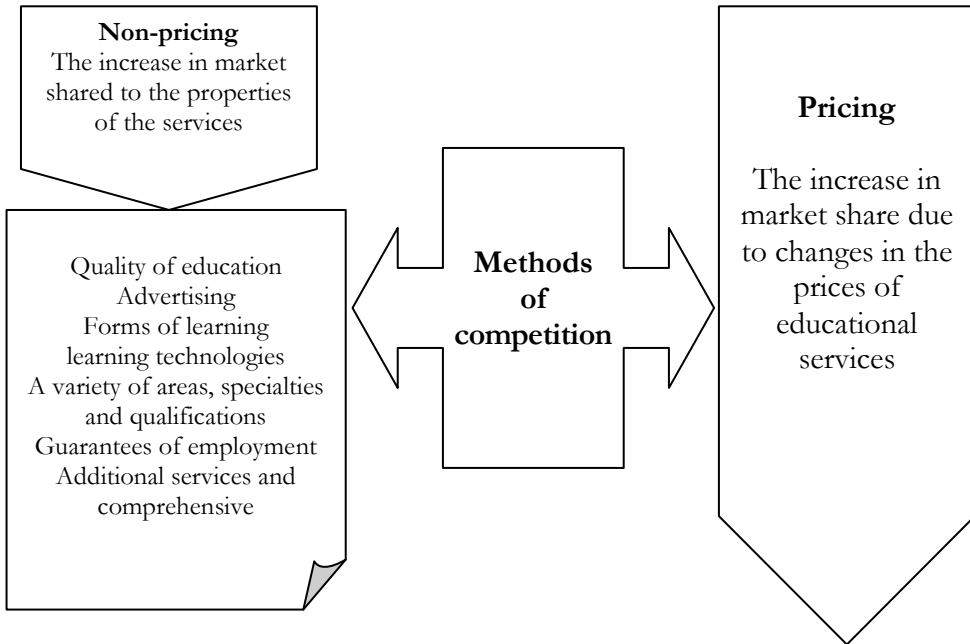 Non-pricing
The increase in market
shared to the properties
of the services
Quality of education
Advertising
Forms of learning
learning technologies
A variety of areas, specialties
and qualifications
Guarantees of employment
Additional services and
comprehensive
Methods
of
competition
Pricing
The increase in
market share due
to changes in the
prices of
educational
services